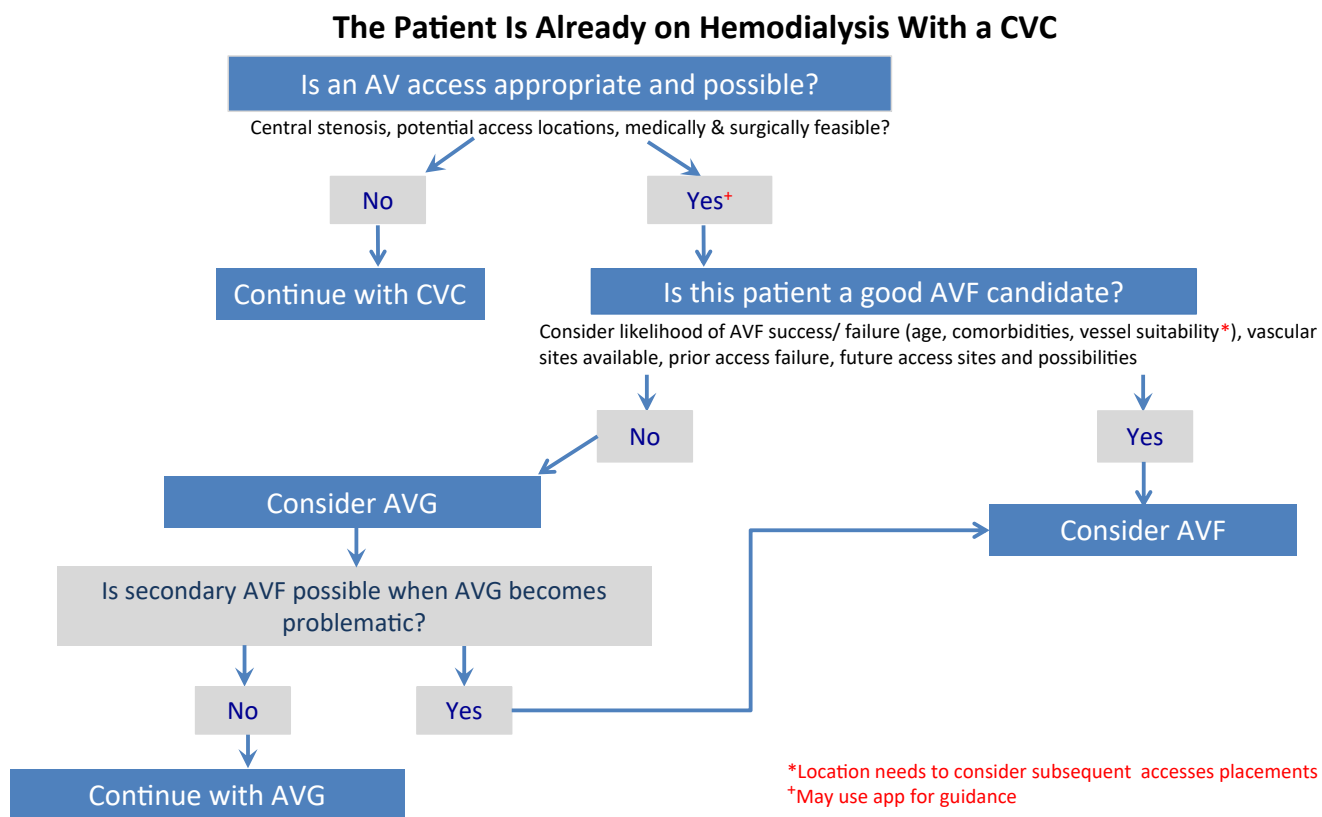 The Patient Is Already on Hemodialysis With a CVC
Is an AV access appropriate and possible?
Central stenosis, potential access locations, medically & surgically feasible?
No
Yes+
Continue with CVC
Is this patient a good AVF candidate?
Consider likelihood of AVF success/ failure (age, comorbidities, vessel suitability*), vascular
sites available, prior access failure, future access sites and possibilities
No
Yes
Consider AVG
Consider AVF
Is secondary AVF possible when AVG becomes
problematic?
No
Yes
Continue with AVG
*Location needs to consider subsequent accesses placements
+May use app for guidance